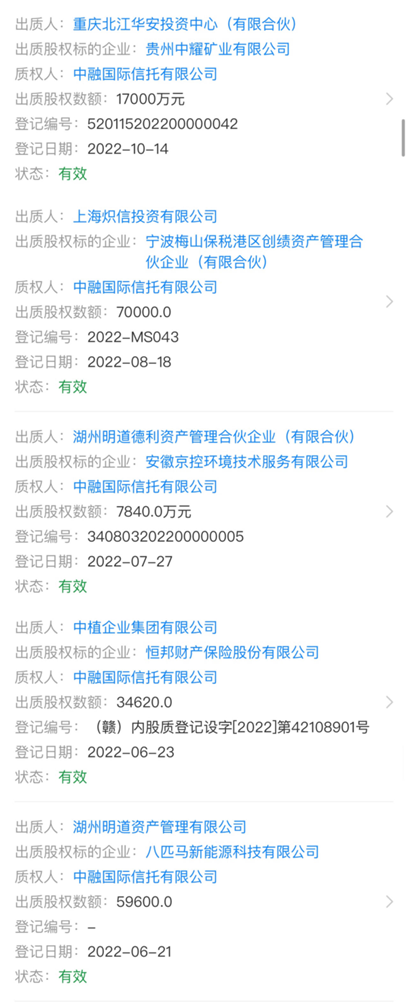 出质人：重庆北江华安投资中心（有限合伙）
出质股权标的企业：贵州中耀矿业有限公司
质权人：中融国际信托有限公司
出质股权数额：17000万元
登记编号：520115202200000042
登记日期：2022-10-14
状态：有效
出质人：上海炽信投资有限公司
出质股权标的企业：宁波梅山保税港区创绩资产管理合
伙企业（有限合伙）
质权人：中融国际信托有限公司
出质股权数额：70000.0
登记编号：2022-MS043
登记日期：2022-08-18
状态：有效
出质人：湖州明道德利资产管理合伙企业（有限合伙）
出质股权标的企业：安徽京控环境技术服务有限公司
质权人：中融国际信托有限公司
出质股权数额：7840.0万元
登记编号：340803202200000005
登记日期：2022-07-27
状态：有效
出质人：中植企业集团有限公司
出质股权标的企业：恒邦财产保险股份有限公司
质权人：中融国际信托有限公司
出质股权数额：34620.0
登记编号：（赣）内股质登记设字[2022]第42108901号
登记日期：2022-06-23
状态：有效
出质人：湖州明道资产管理有限公司
出质股权标的企业：八匹马新能源科技有限公司
质权人：中融国际信托有限公司
出质股权数额：59600.0
登记编号：-
登记日期：2022-06-21
状态：有效